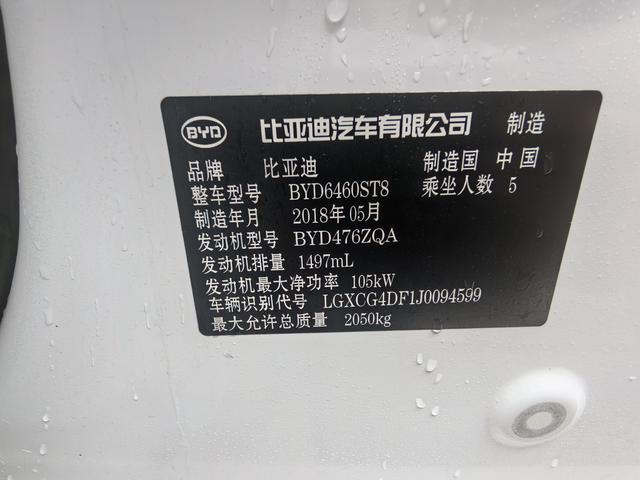 BYD 比亚迪汽车有限公司 制造
品牌 比亚迪 制造国 中国
整车型号 BYD6460ST8 乘坐人数 5
制造年月 2018年05月
发动机型号 BYD476ZQA
发动机排量 1497mL
发动机最大净功率 105kW
车辆识别代号 LGXCG4DF1J0094599
最大允许总质量 2050kg